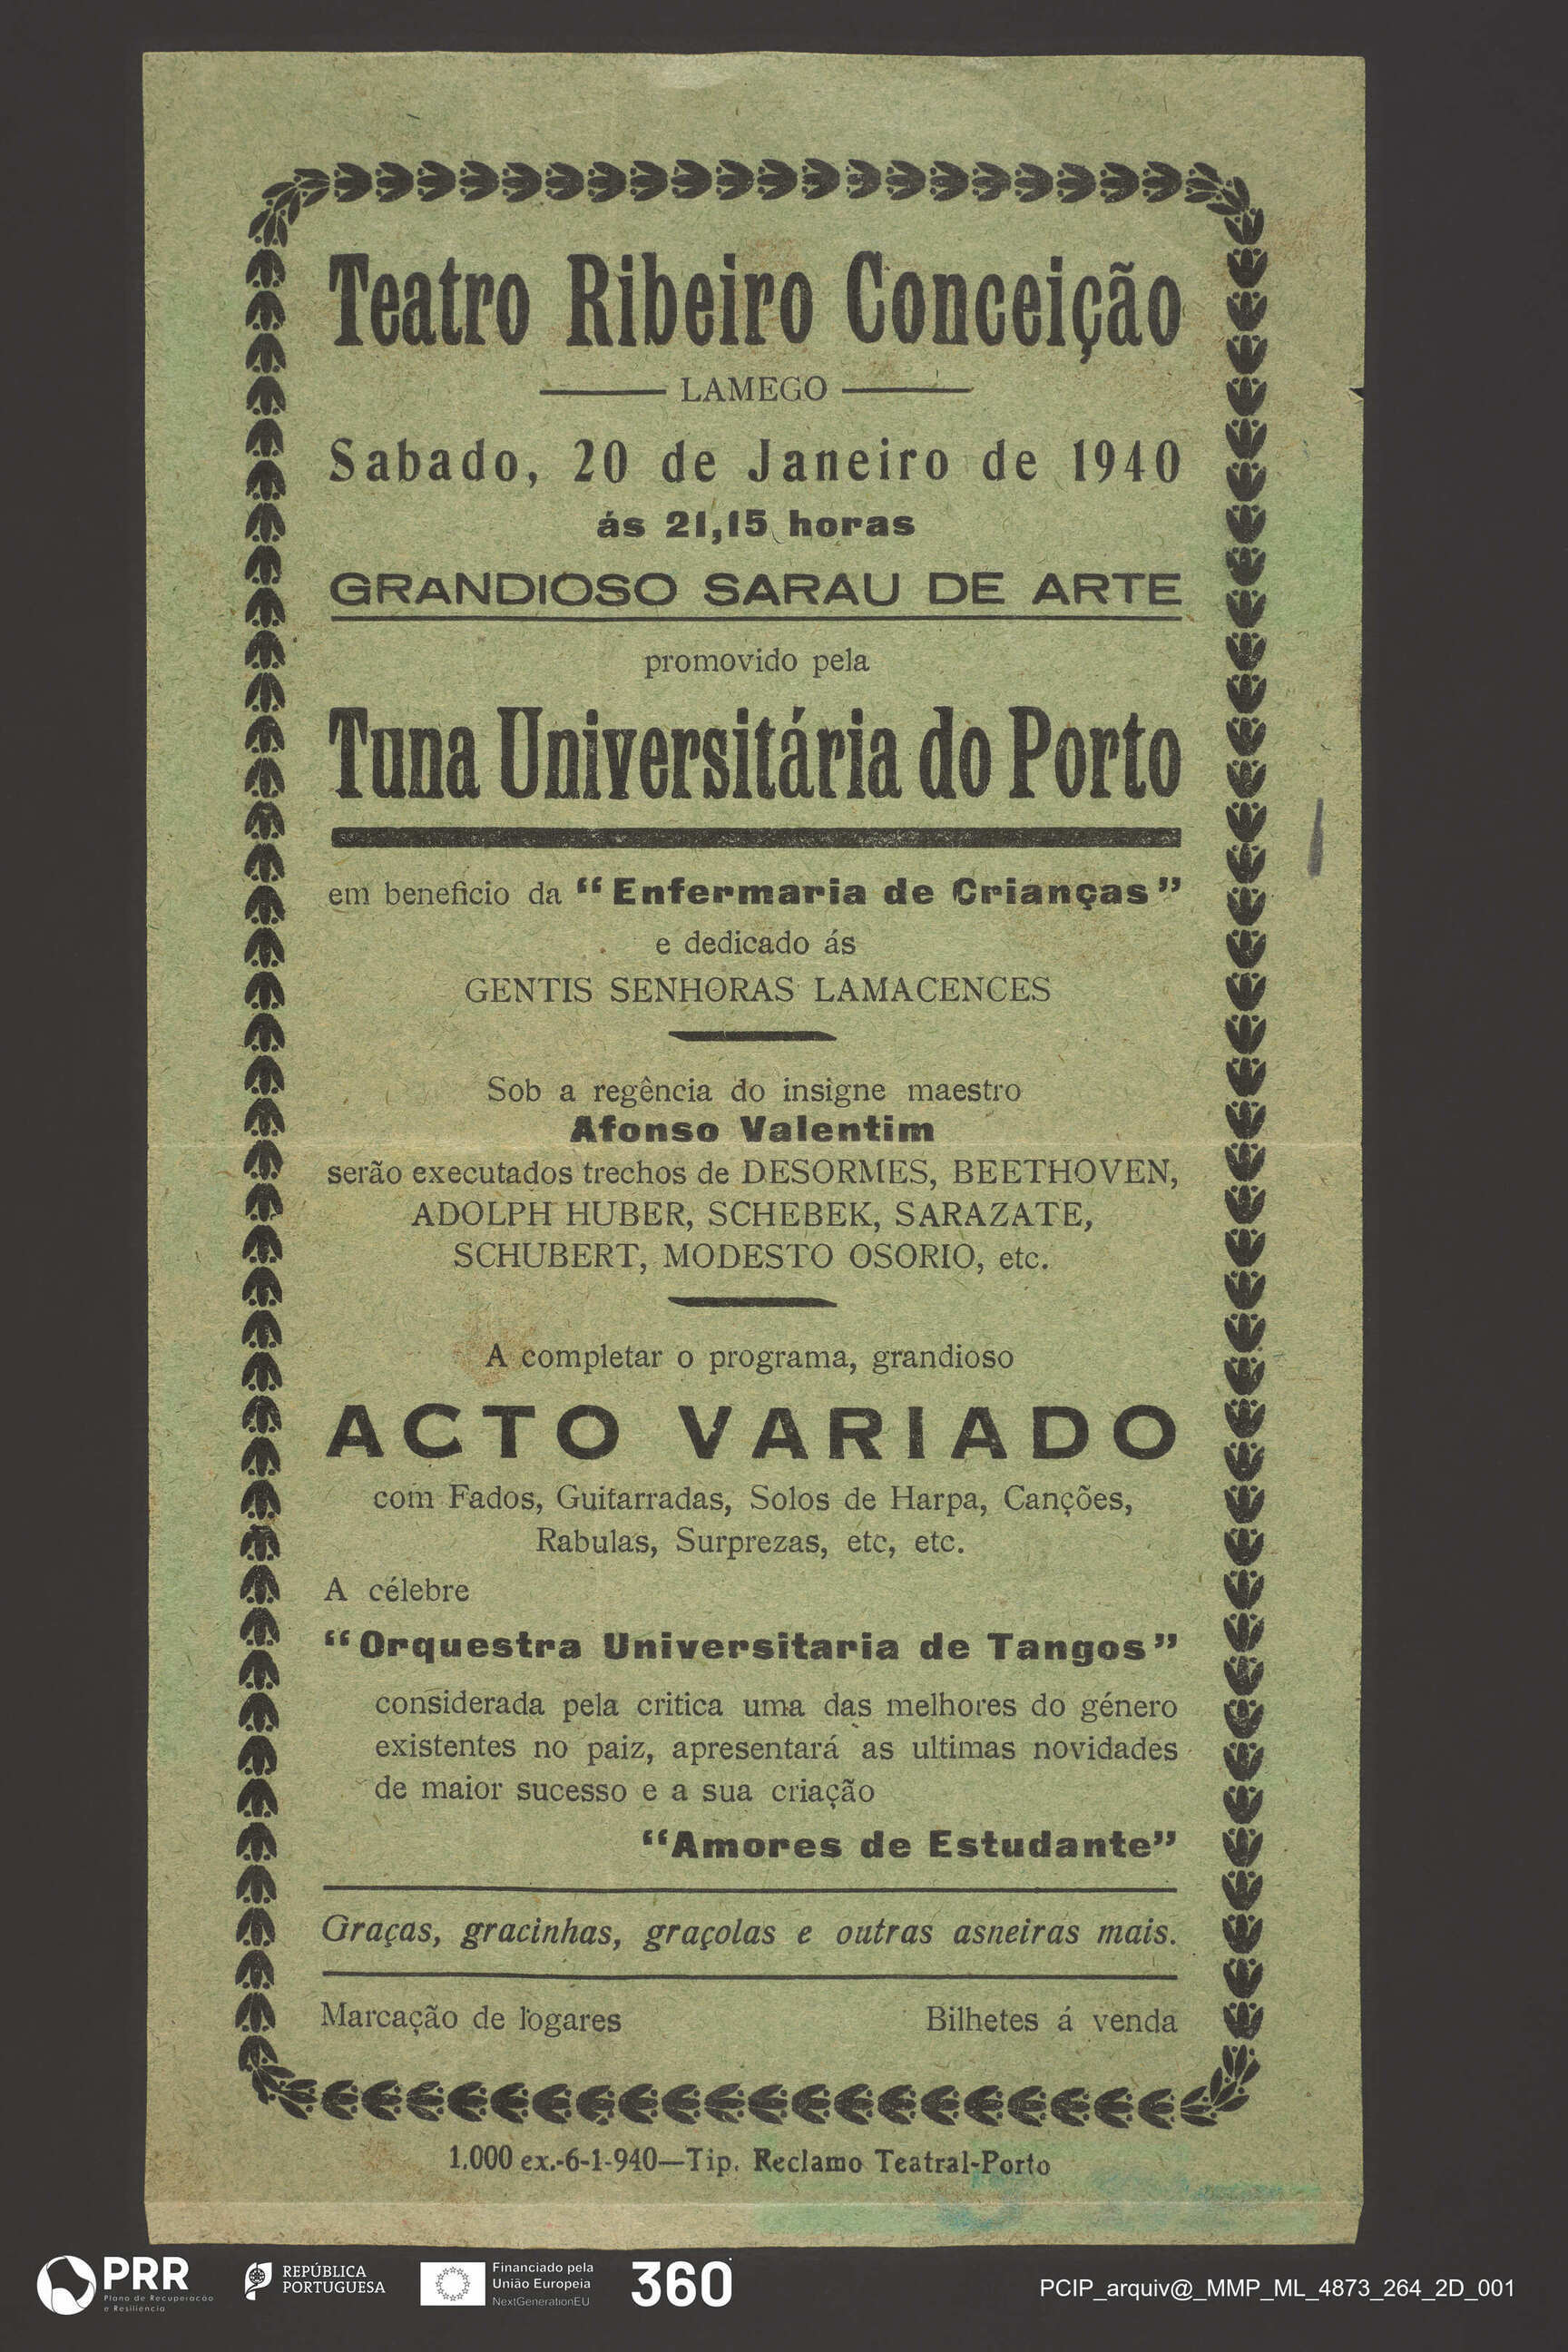 Teatro Ribeiro Conceição
LAMEGO
Sabado, 20 de Janeiro de 1940
ás 21,15 horas
GRANDIOSO SARAU DE ARTE
promovido pela
Tuna Universitária do Porto
em beneficio da “Enfermaria de Crianças”
e dedicado ás
GENTIS SENHORAS LAMACENCES
Sob a regência do insigne maestro
Afonso Valentim
serão executados trechos de DESORMES, BEETHOVEN,
ADOLPH HUBER, SCHEBEK, SARAZATE,
SCHUBERT, MODESTO OSORIO, etc.
A completar o programa, grandioso
ACTO VARIADO
com Fados, Guitarradas, Solos de Harpa, Canções,
Rabulas, Surprezas, etc, etc.
A célebre
“Orquestra Universitaria de Tangos”
considerada pela critica uma das melhores do género
existentes no paiz, apresentará as ultimas novidades
de maior sucesso e a sua criação
“Amores de Estudante”
Graças, gracinhas, graçolas e outras asneiras mais.
Marcação de logares Bilhetes á venda
1.000 ex.-6-1-940—Tip. Reclamo Teatral-Porto
PRR
Plano de Recuperação
e Resiliência
REPÚBLICA
PORTUGUESA
Financiado pela
União Europeia
NextGenerationEU
360
PCIP_arquiv@_MMP_ML_4873_264_2D_001